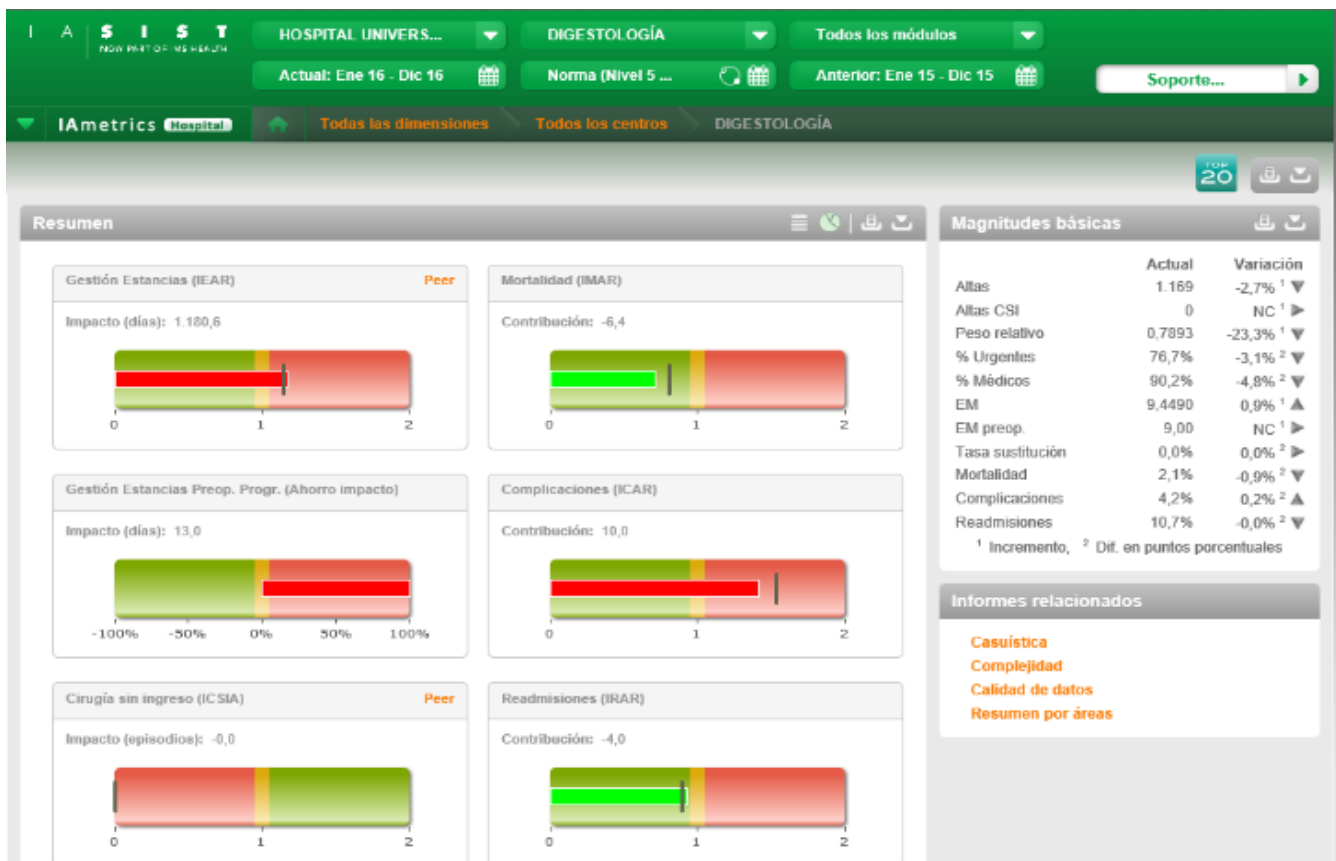 I A S I S T
NOW PART OF IMS HEALTH
HOSPITAL UNIVERS...
DIGESTOLOGÍA
Todos los módulos
Actual: Ene 16 - Dic 16
Norma (Nivel 5 ...
Anterior: Ene 15 - Dic 15
Soporte...
IAmetrics Hospital
Todas las dimensiones
Todos los centros
DIGESTOLOGÍA
TOP 20
Resumen
Gestión Estancias (IEAR) Peer
Impacto (días): 1.180,6
0 1 2
Mortalidad (IMAR)
Contribución: -6,4
0 1 2
Gestión Estancias Preop. Progr. (Ahorro impacto)
Impacto (días): 13,0
-100% -50% 0% 50% 100%
Complicaciones (ICAR)
Contribución: 10,0
0 1 2
Cirugía sin ingreso (ICSIA) Peer
Impacto (episodios): -0,0
0 1 2
Readmisiones (IRAR)
Contribución: -4,0
0 1 2
Magnitudes básicas
Actual Variación
Altas 1.169 -2,7% 1
Altas CSI 0 NC 1
Peso relativo 0,7893 -23,3% 1
% Urgentes 76,7% -3,1% 2
% Médicos 90,2% -4,8% 2
EM 9,4490 0,9% 1
EM preop. 9,00 NC 1
Tasa sustitución 0,0% 0,0% 2
Mortalidad 2,1% -0,9% 2
Complicaciones 4,2% 0,2% 2
Readmisiones 10,7% -0,0% 2
1 Incremento, 2 Dif. en puntos porcentuales
Informes relacionados
Casuística
Complejidad
Calidad de datos
Resumen por áreas